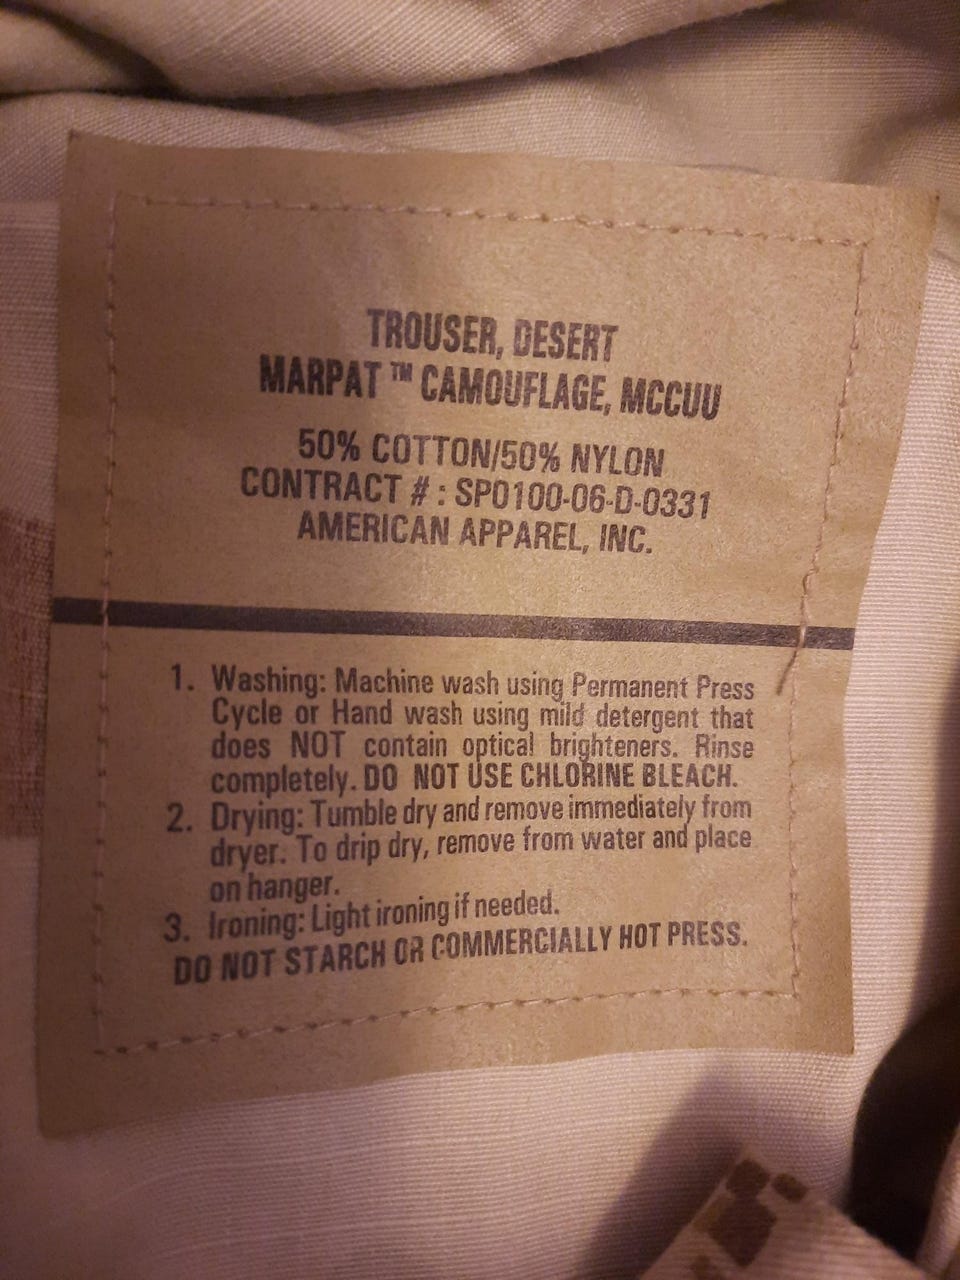 TROUSER, DESERT
MARPAT™ CAMOUFLAGE, MCCUU
50% COTTON/50% NYLON
CONTRACT # : SPO100-06-D-0331
AMERICAN APPAREL, INC.
1. Washing: Machine wash using Permanent Press
Cycle or Hand wash using mild detergent that
does NOT contain optical brighteners. Rinse
completely. DO NOT USE CHLORINE BLEACH.
2. Drying: Tumble dry and remove immediately from
dryer. To drip dry, remove from water and place
on hanger.
3. Ironing: Light ironing if needed.
DO NOT STARCH OR COMMERCIALLY HOT PRESS.